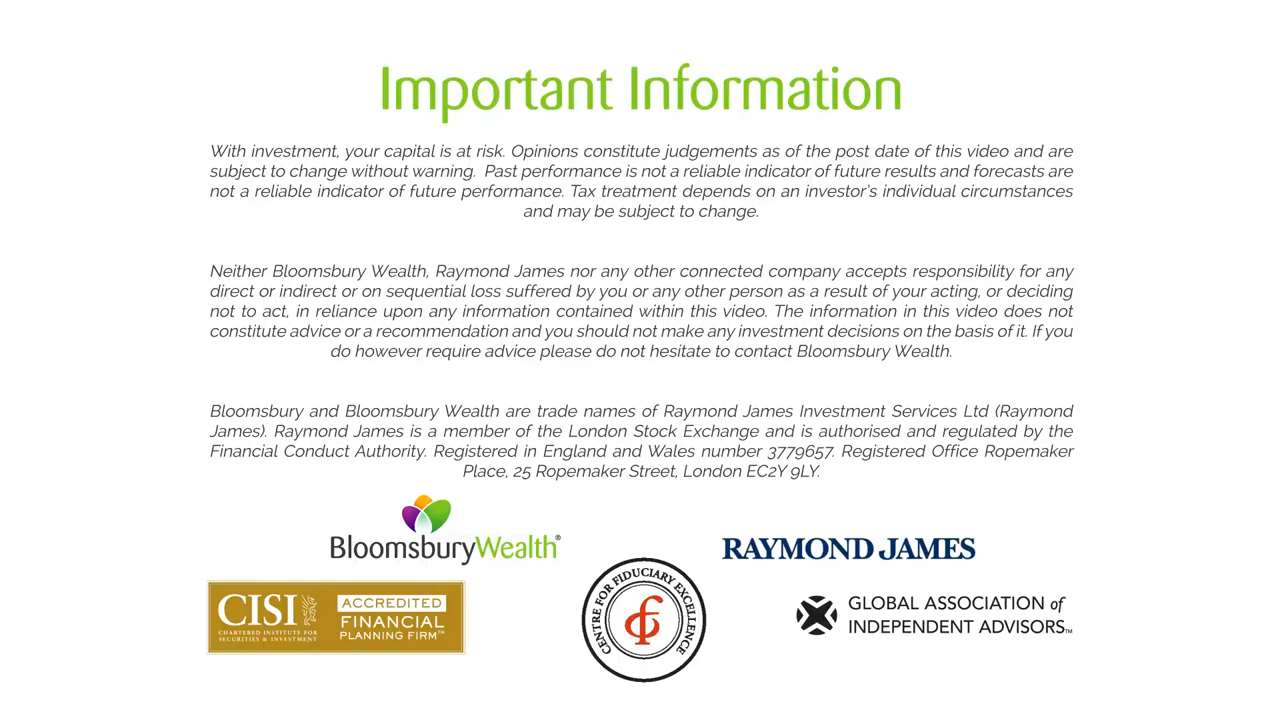 Important Information
With investment, your capital is at risk. Opinions constitute judgements as of the post date of this video and are
subject to change without warning.  Past performance is not a reliable indicator of future results and forecasts are
not a reliable indicator of future performance. Tax treatment depends on an investor's individual circumstances
and may be subject to change.
Neither Bloomsbury Wealth, Raymond James nor any other connected company accepts responsibility for any
direct or indirect or on sequential loss suffered by you or any other person as a result of your acting, or deciding
not to act, in reliance upon any information contained within this video. The information in this video does not
constitute advice or a recommendation and you should not make any investment decisions on the basis of it. If you
do however require advice please do not hesitate to contact Bloomsbury Wealth.
Bloomsbury and Bloomsbury Wealth are trade names of Raymond James Investment Services Ltd (Raymond
James). Raymond James is a member of the London Stock Exchange and is authorised and regulated by the
Financial Conduct Authority. Registered in England and Wales number 3779657. Registered Office Ropemaker
Place, 25 Ropemaker Street, London EC2Y 9LY.
BloomsburyWealth®
RAYMOND JAMES
CISI
CHARTERED INSTITUTE FOR
SECURITIES & INVESTMENT
ACCREDITED
FINANCIAL
PLANNING FIRM™
CENTRE FOR FIDUCIARY EXCELLENCE
GLOBAL ASSOCIATION of
INDEPENDENT ADVISORS™